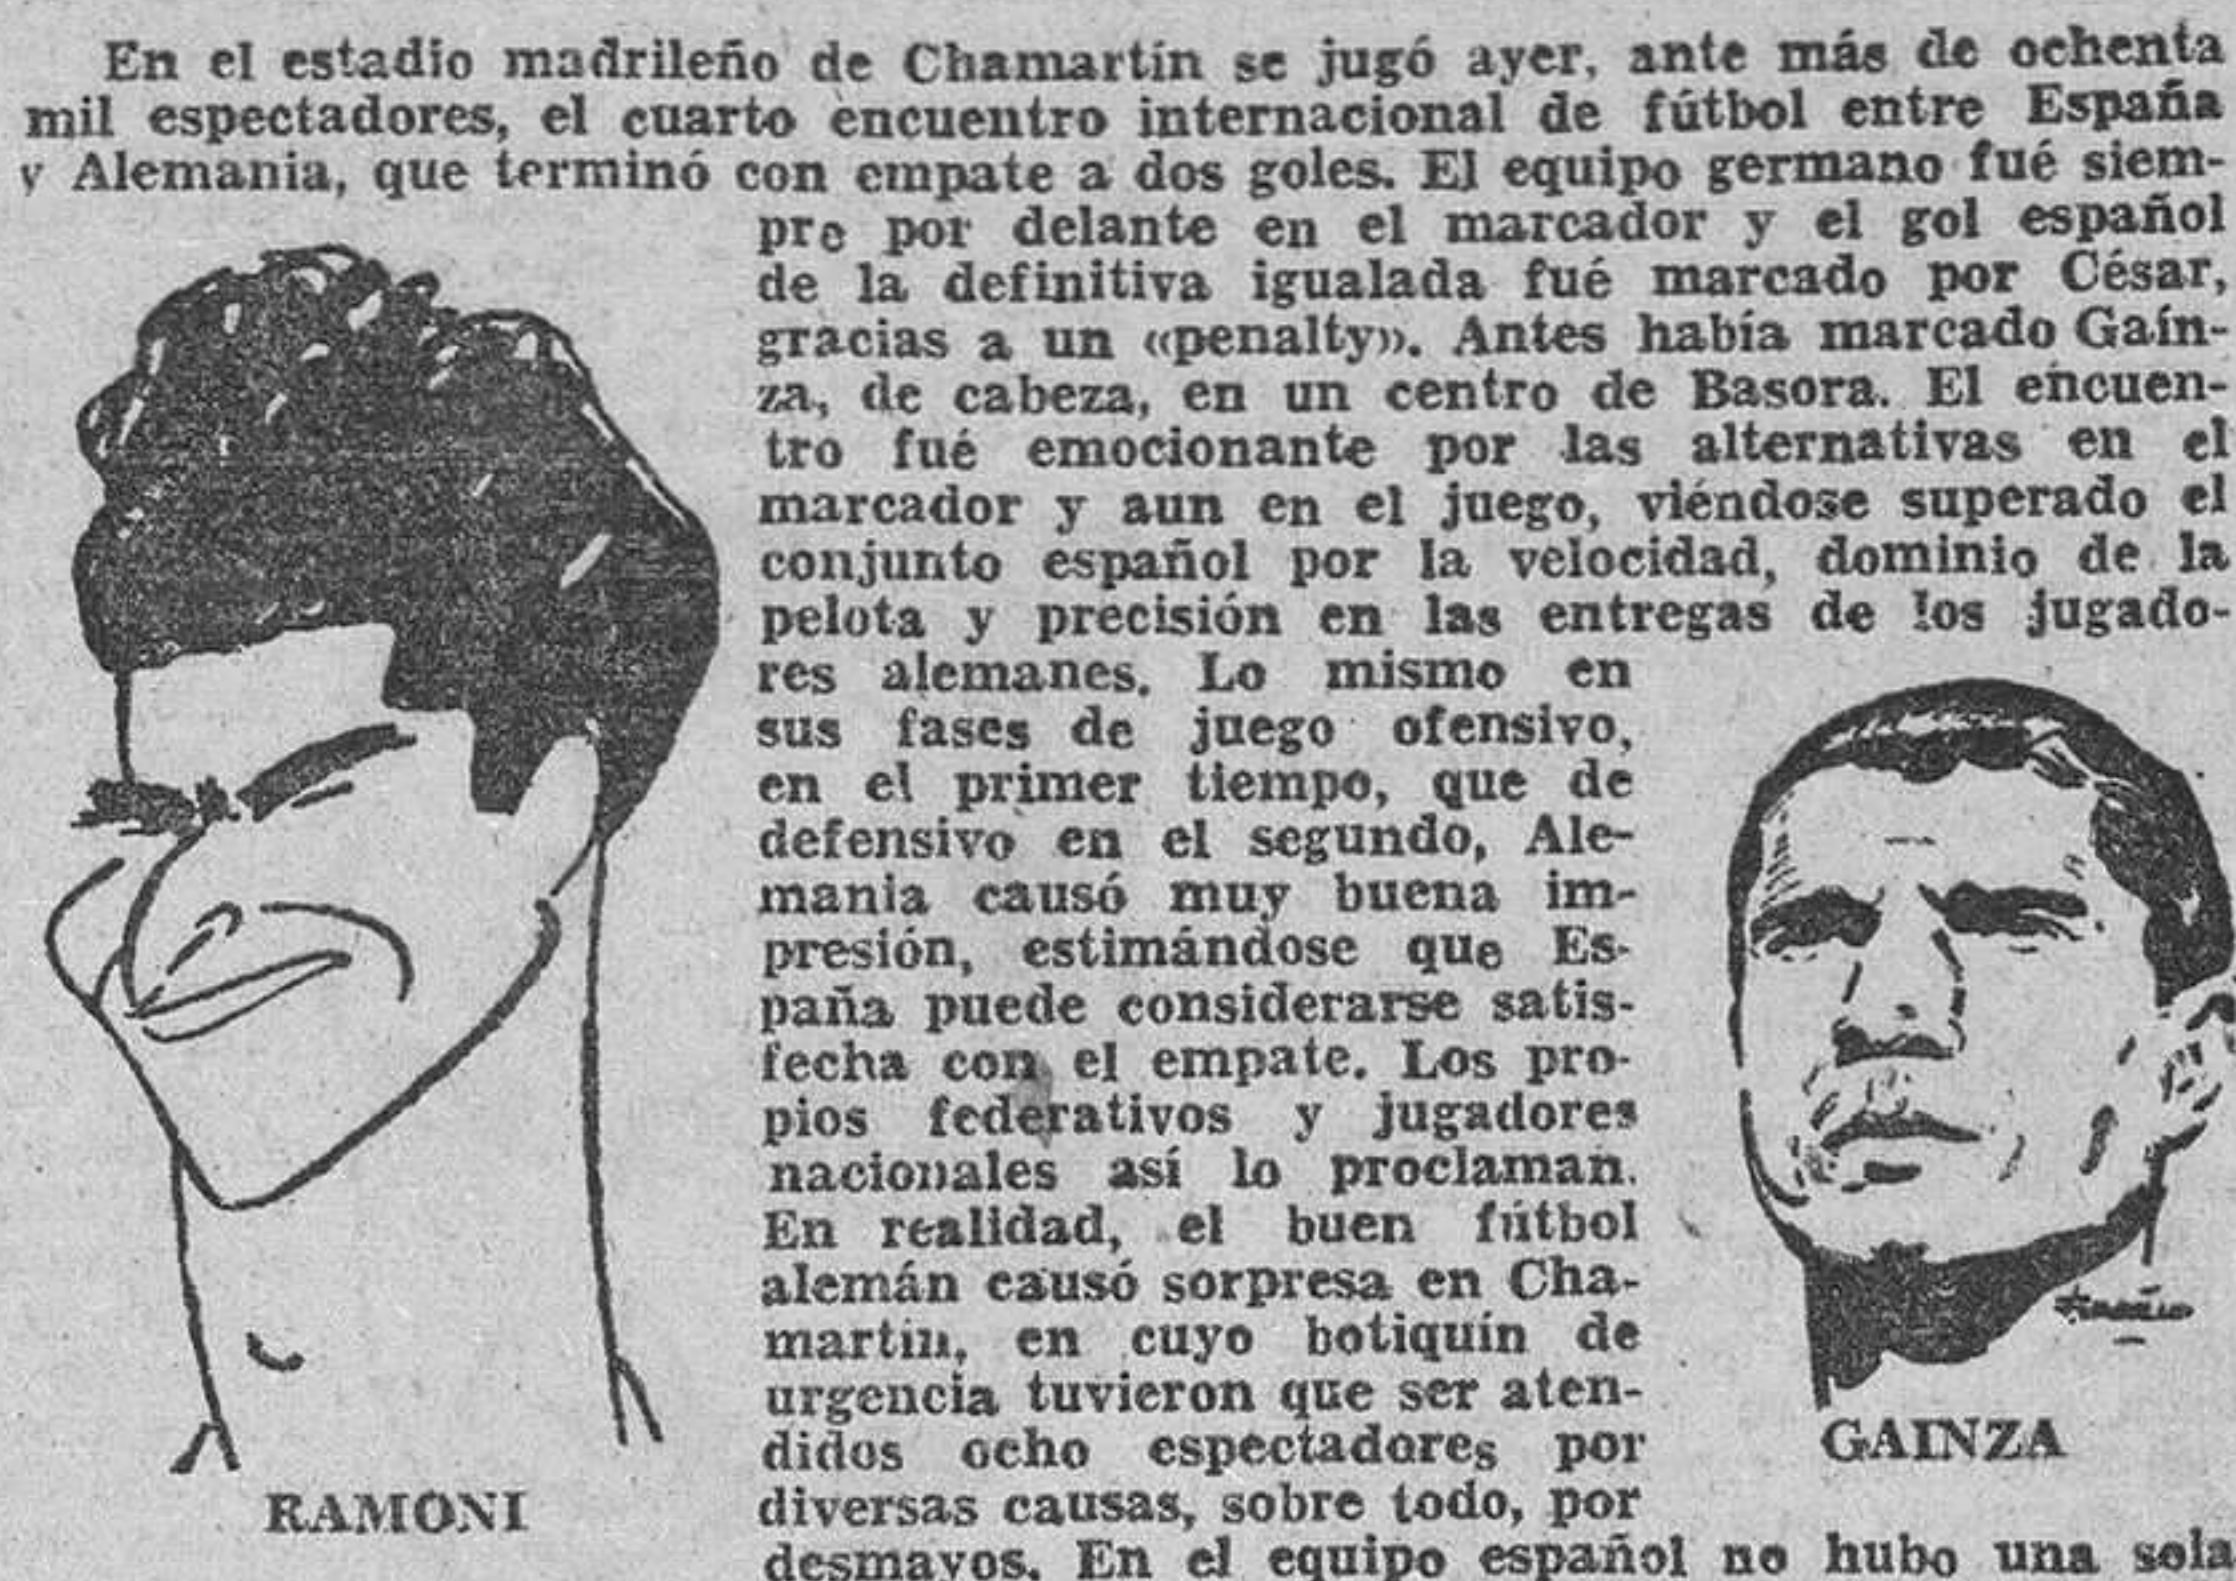 En el estadio madrileño de Chamartín se jugó ayer, ante más de ochenta
mil espectadores, el cuarto encuentro internacional de fútbol entre España
y Alemania, que terminó con empate a dos goles. El equipo germano fué siem-
pre por delante en el marcador y el gol español
de la definitiva igualada fué marcado por César,
gracias a un «penalty». Antes había marcado Gaín-
za, de cabeza, en un centro de Basora. El encuen-
tro fué emocionante por las alternativas en el
marcador y aun en el juego, viéndose superado el
conjunto español por la velocidad, dominio de la
pelota y precisión en las entregas de los jugado-
res alemanes. Lo mismo en
sus fases de juego ofensivo,
en el primer tiempo, que de
defensivo en el segundo, Ale-
mania causó muy buena im-
presión, estimándose que Es-
paña puede considerarse satis-
fecha con el empate. Los pro-
pios federativos y jugadores
nacionales así lo proclaman.
En realidad, el buen fútbol
alemán causó sorpresa en Cha-
martín, en cuyo botiquín de
urgencia tuvieron que ser aten-
didos ocho espectadores por
diversas causas, sobre todo, por
desmayos. En el equipo español no hubo una sola
RAMONI
GAINZA